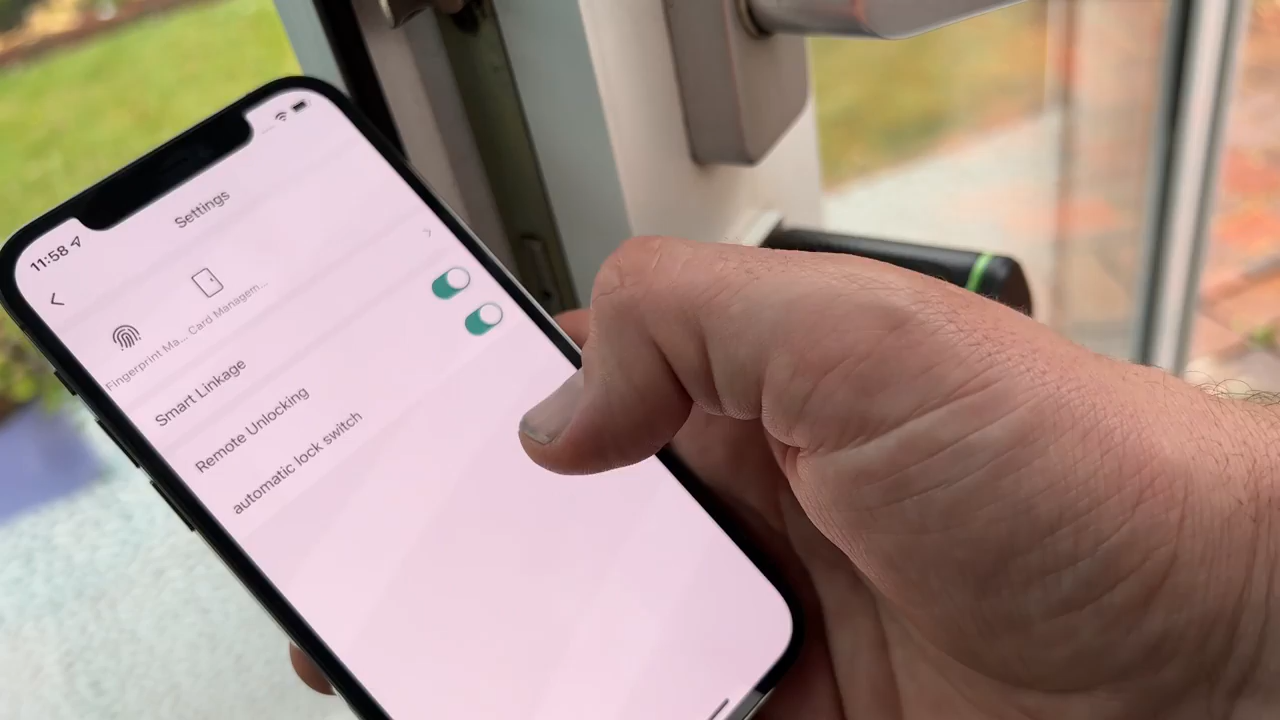 11:58
Settings
Fingerprint Ma...
Card Managem...
Smart Linkage
Remote Unlocking
automatic lock switch